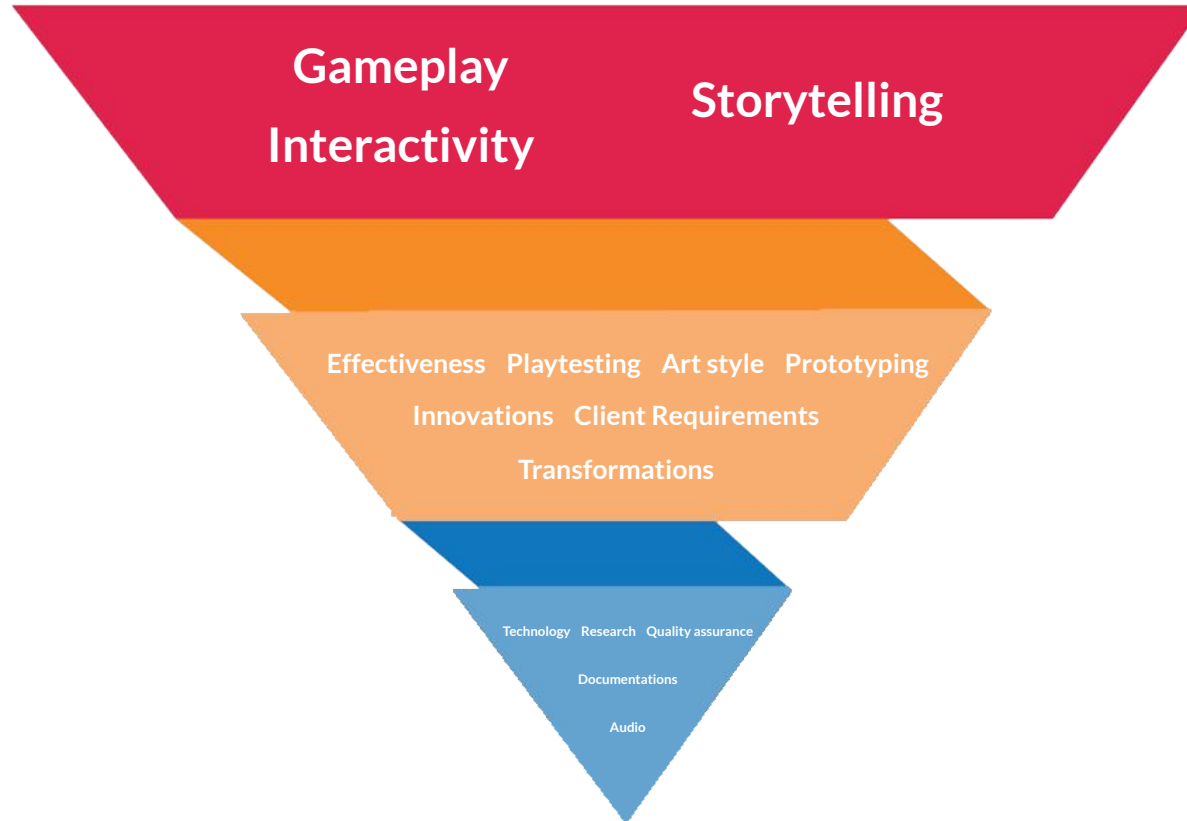 Gameplay
Interactivity
Storytelling
Effectiveness Playtesting Art style Prototyping
Innovations Client Requirements
Transformations
Technology Research Quality assurance
Documentations
Audio